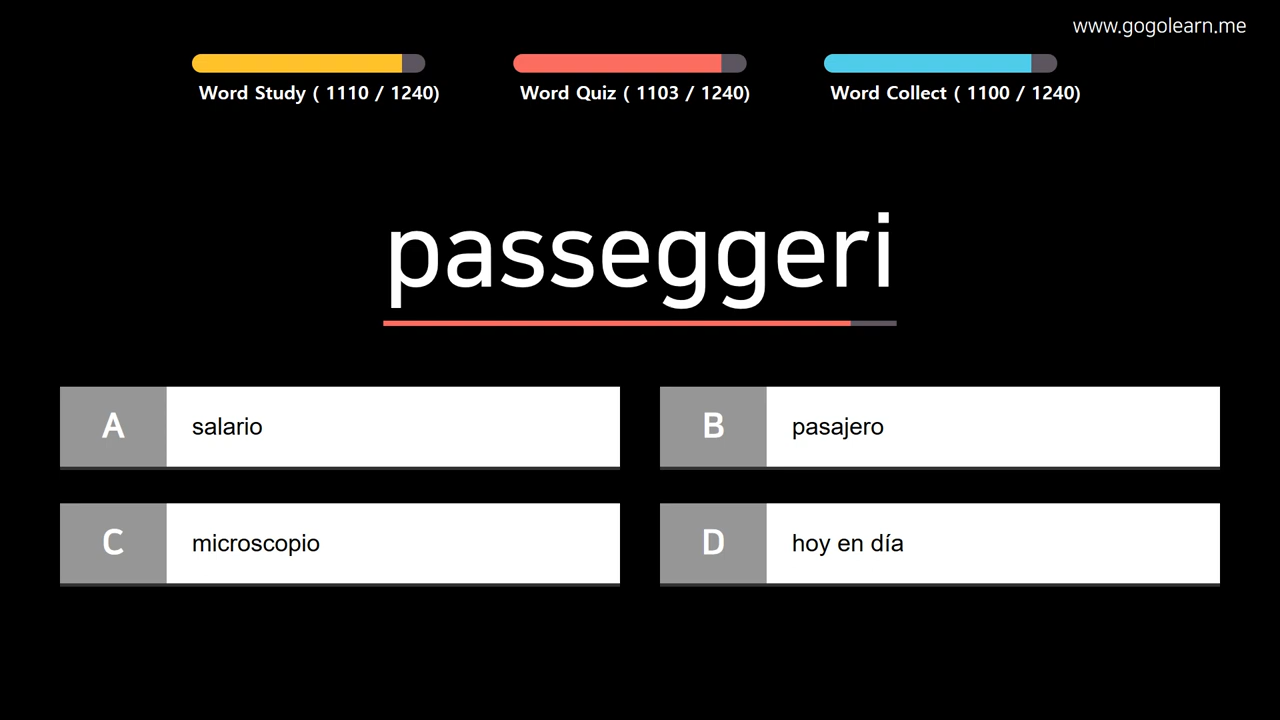 www.gogolearn.me
Word Study ( 1110 / 1240)
Word Quiz ( 1103 / 1240)
Word Collect ( 1100 / 1240)
passeggeri
A
salario
B
pasajero
C
microscopio
D
hoy en día